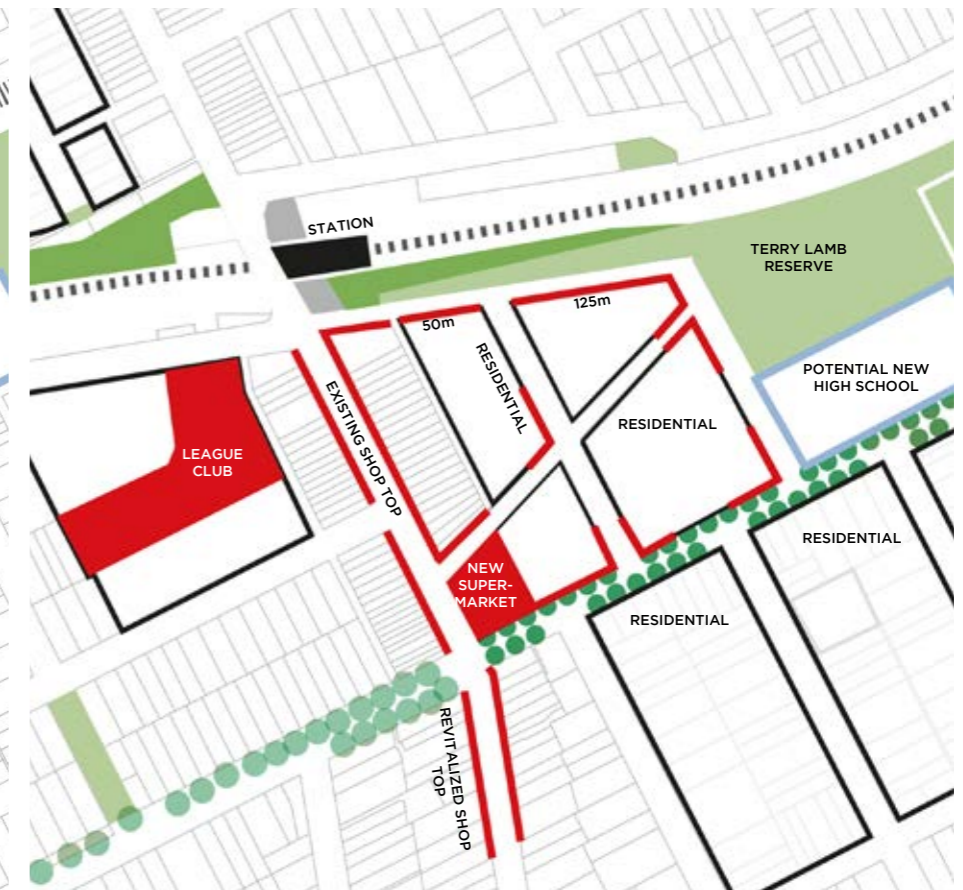 STATION
TERRY LAMB
RESERVE
125m
50m
RESIDENTIAL
POTENTIAL NEW
HIGH SCHOOL
EXISTING SHOP TOP
RESIDENTIAL
LEAGUE
CLUB
RESIDENTIAL
NEW
SUPER-
MARKET
RESIDENTIAL
REVITALIZED SHOP
TOP